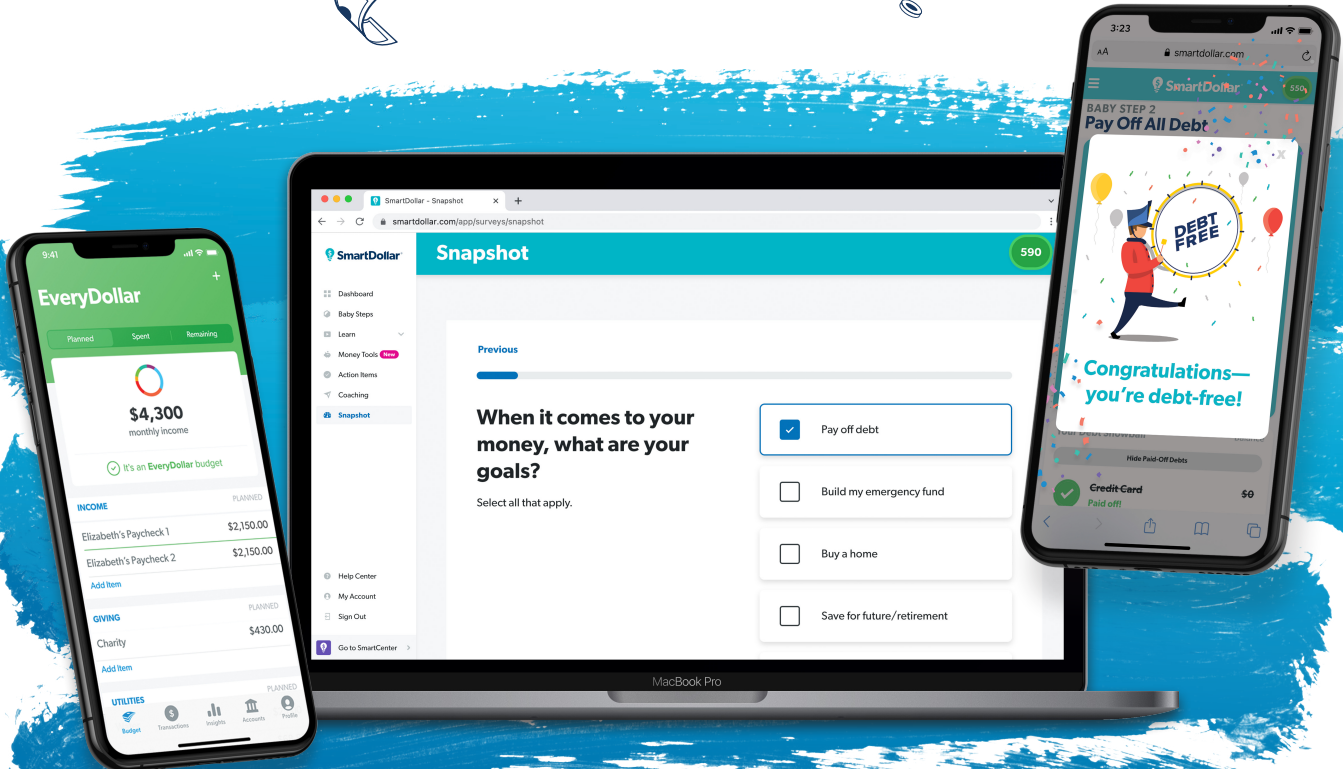 9:41
EveryDollar
Planned
Spent
Remaining
$4,300
monthly income
It's an EveryDollar budget
INCOME
PLANNED
Elizabeth's Paycheck 1
$2,150.00
Elizabeth's Paycheck 2
$2,150.00
Add Item
GIVING
PLANNED
Charity
$430.00
Add Item
UTILITIES
PLANNED
Budget
Transactions
Insights
Accounts
Profile
SmartDollar - Snapshot
smartdollar.com/app/surveys/snapshot
SmartDollar
Snapshot
590
Dashboard
Baby Steps
Learn
Money Tools New
Action Items
Coaching
Snapshot
Help Center
My Account
Sign Out
Go to SmartCenter
Previous
When it comes to your
money, what are your
goals?
Select all that apply.
Pay off debt
Build my emergency fund
Buy a home
Save for future/retirement
MacBook Pro
3:23
AA
smartdollar.com
SmartDollar
550
BABY STEP 2
Pay Off All Debt
X
DEBT
FREE
Congratulations—
you're debt-free!
Your Debt Snowball
Hide Paid-Off Debts
Credit Card
$0
Paid off!